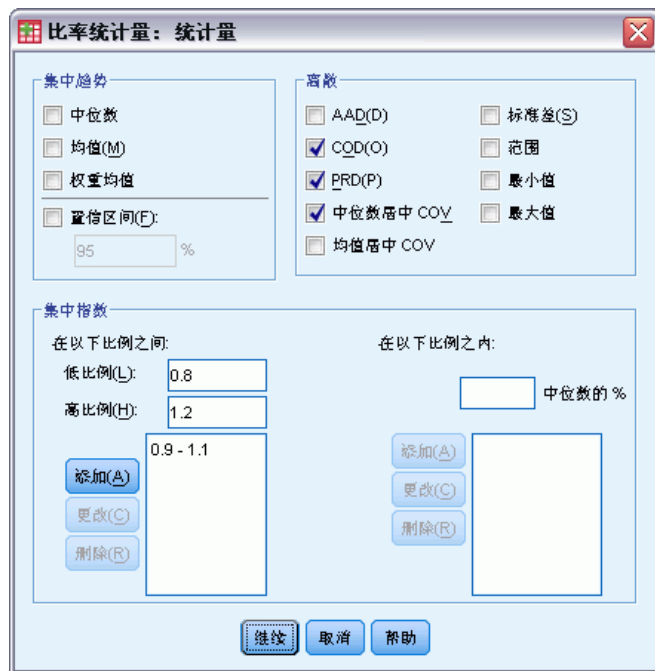 比率统计量：统计量
集中趋势
中位数
均值(M)
权重均值
置信区间(F):
95 %
离散
AAD(D)
COD(O)
PRD(P)
中位数居中 COV
均值居中 COV
标准差(S)
范围
最小值
最大值
集中指数
在以下比例之间:
低比例(L): 0.8
高比例(H): 1.2
添加(A)
更改(C)
删除(R)
0.9 - 1.1
在以下比例之内:
中位数的 %
添加(A)
更改(C)
删除(R)
继续 取消 帮助